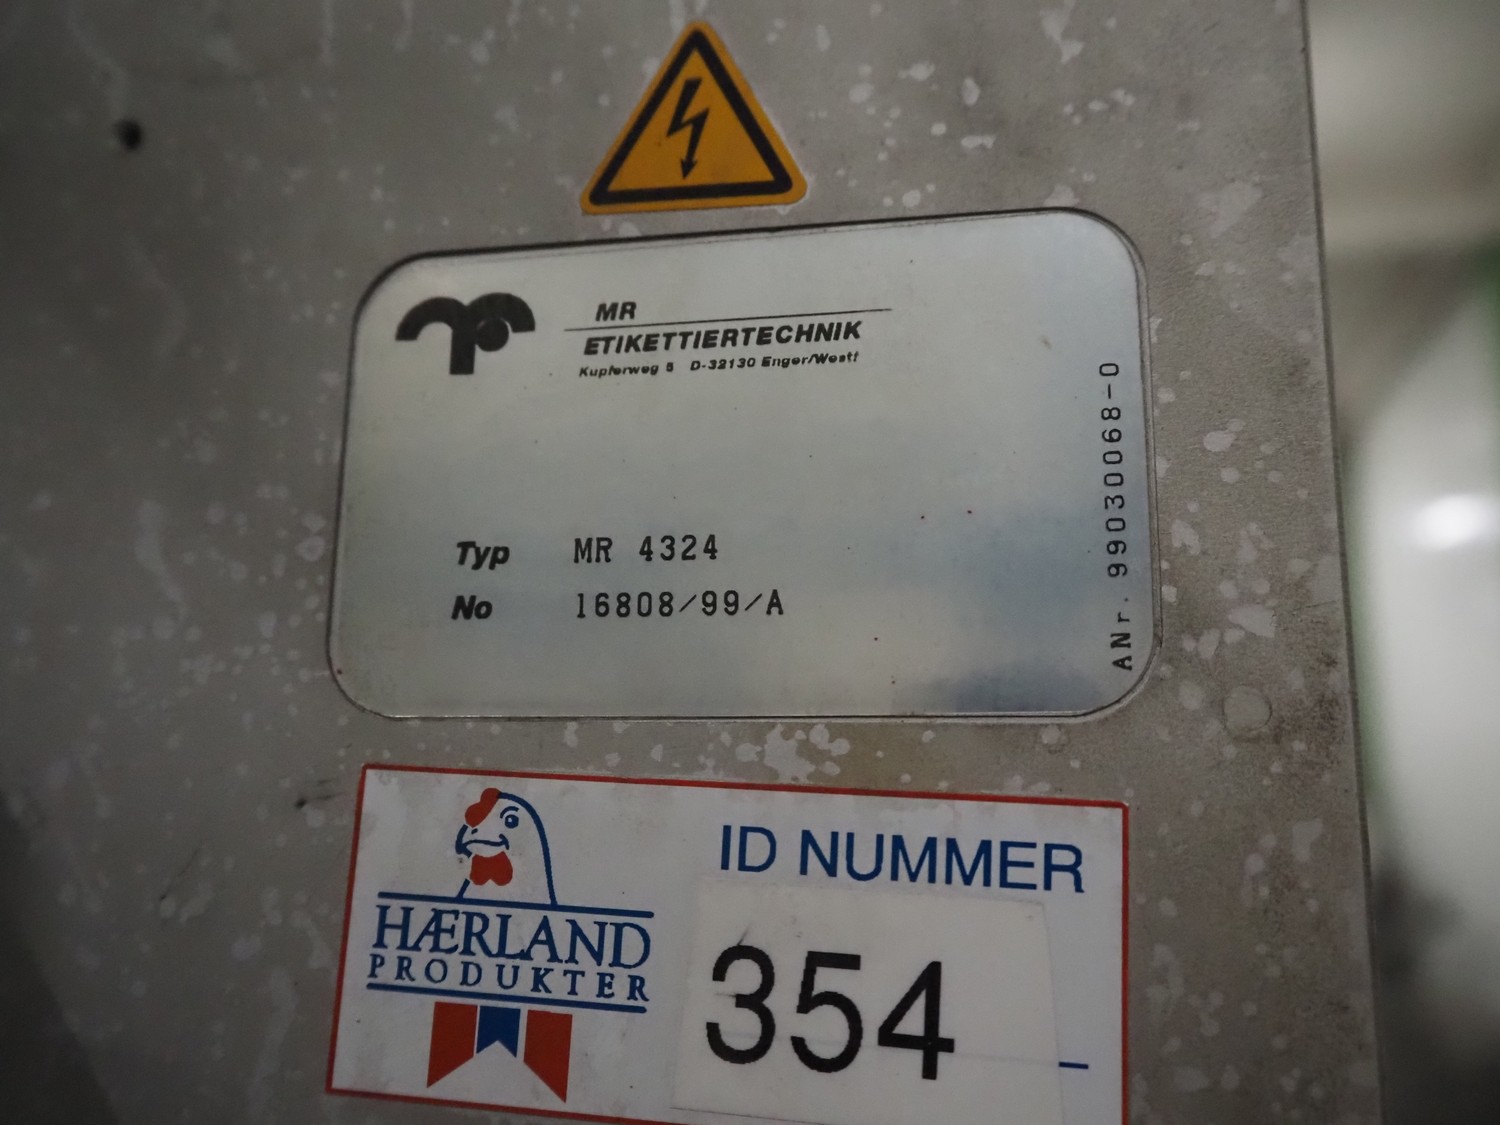 MR
ETIKETTIERTECHNIK
Kupferweg 5 D-32130 Enger/Westf
Typ MR 4324
No 16808/99/A
ANr. 99030068-0
HÆRLAND
PRODUKTER
ID NUMMER
354